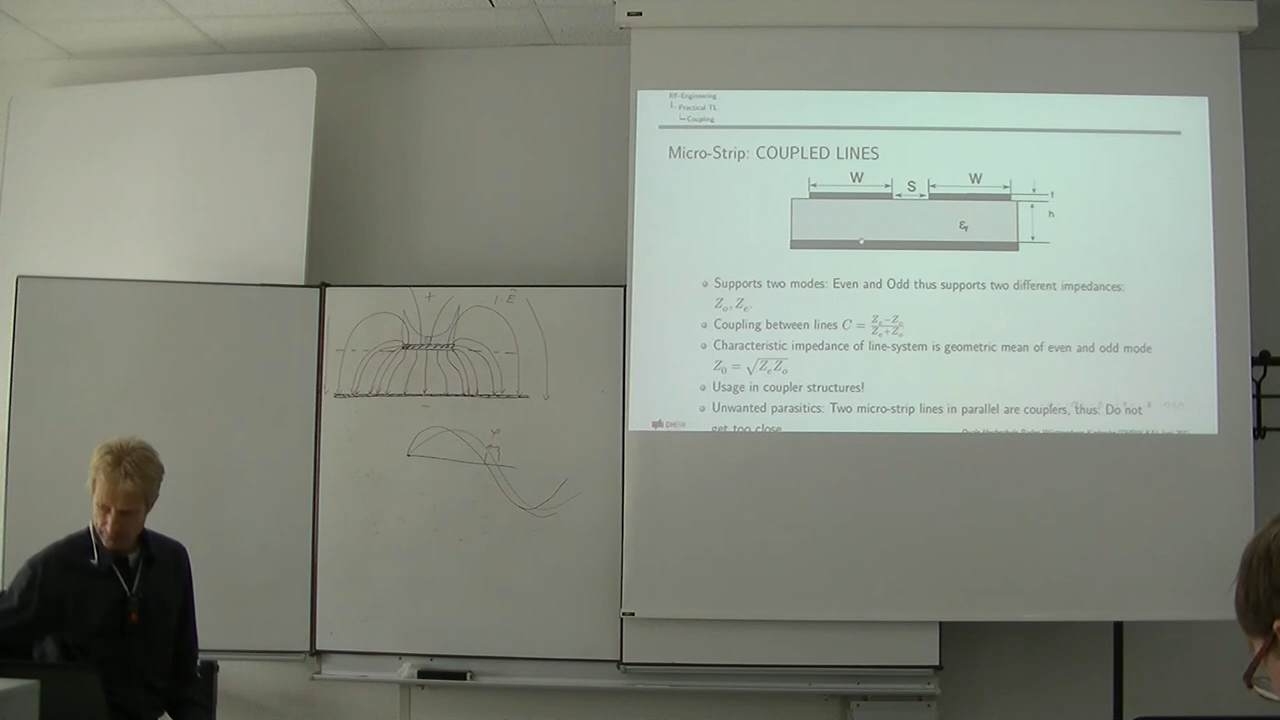 + | E
φ
RF-Engineering
Practical TL
Coupling
Micro-Strip: COUPLED LINES
W S W
t
h
εr
Supports two modes: Even and Odd thus supports two different impedances:
Zo, Ze.
Coupling between lines C = (Ze−Zo)/(Ze+Zo)
Characteristic impedance of line-system is geometric mean of even and odd mode
Z0 = √ZeZo
Usage in coupler structures!
Unwanted parasitics: Two micro-strip lines in parallel are couplers, thus: Do not
get too close
DHBW